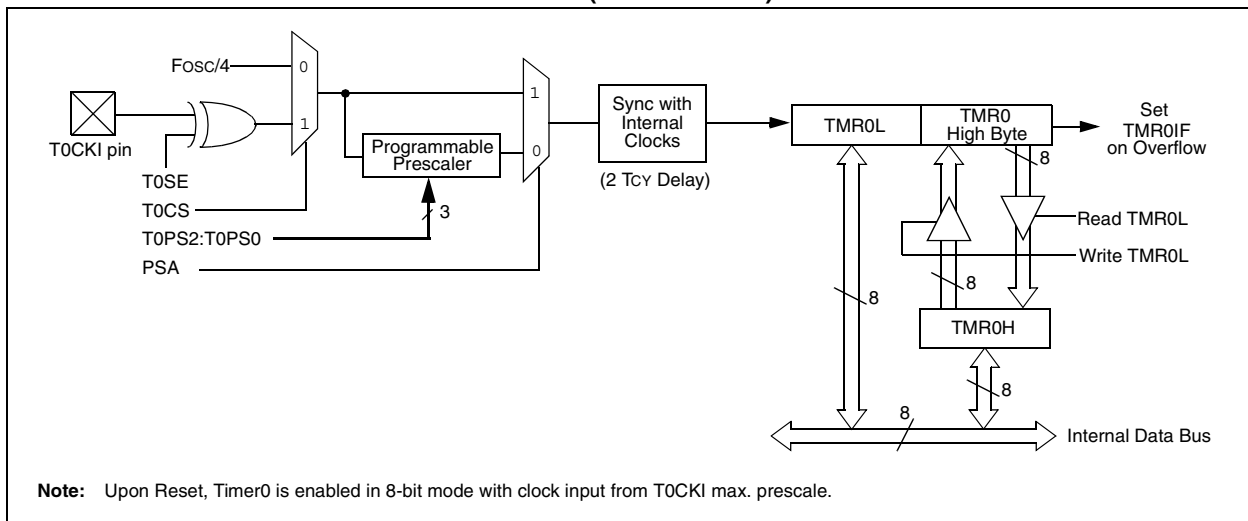 Fosc/4
0
1
T0CKI pin
T0SE
T0CS
T0PS2:T0PS0
PSA
Programmable
Prescaler
3
1
0
Sync with
Internal
Clocks
(2 TCY Delay)
TMR0L
TMR0
High Byte
Set
TMR0IF
on Overflow
8
Read TMR0L
Write TMR0L
8
8
TMR0H
8
8
Internal Data Bus
Note: Upon Reset, Timer0 is enabled in 8-bit mode with clock input from T0CKI max. prescale.